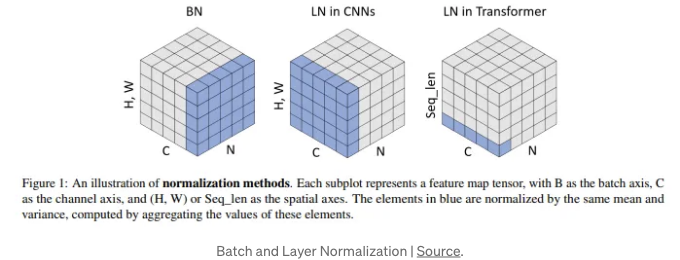 BN
LN in CNNs
LN in Transformer
H, W
C
N
H, W
C
N
Seq_len
C
N
Figure 1: An illustration of normalization methods. Each subplot represents a feature map tensor, with B as the batch axis, C
as the channel axis, and (H, W) or Seq_len as the spatial axes. The elements in blue are normalized by the same mean and
variance, computed by aggregating the values of these elements.
Batch and Layer Normalization | Source.